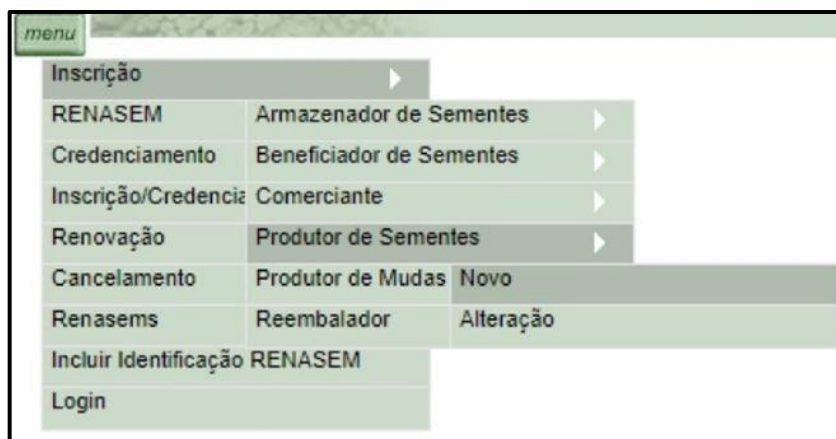 menu
Inscrição
RENASEM Armazenador de Sementes
Credenciamento Beneficiador de Sementes
Inscrição/Credencia Comerciante
Renovação Produtor de Sementes
Cancelamento Produtor de Mudas Novo
Renasems Reembalador Alteração
Incluir Identificação RENASEM
Login